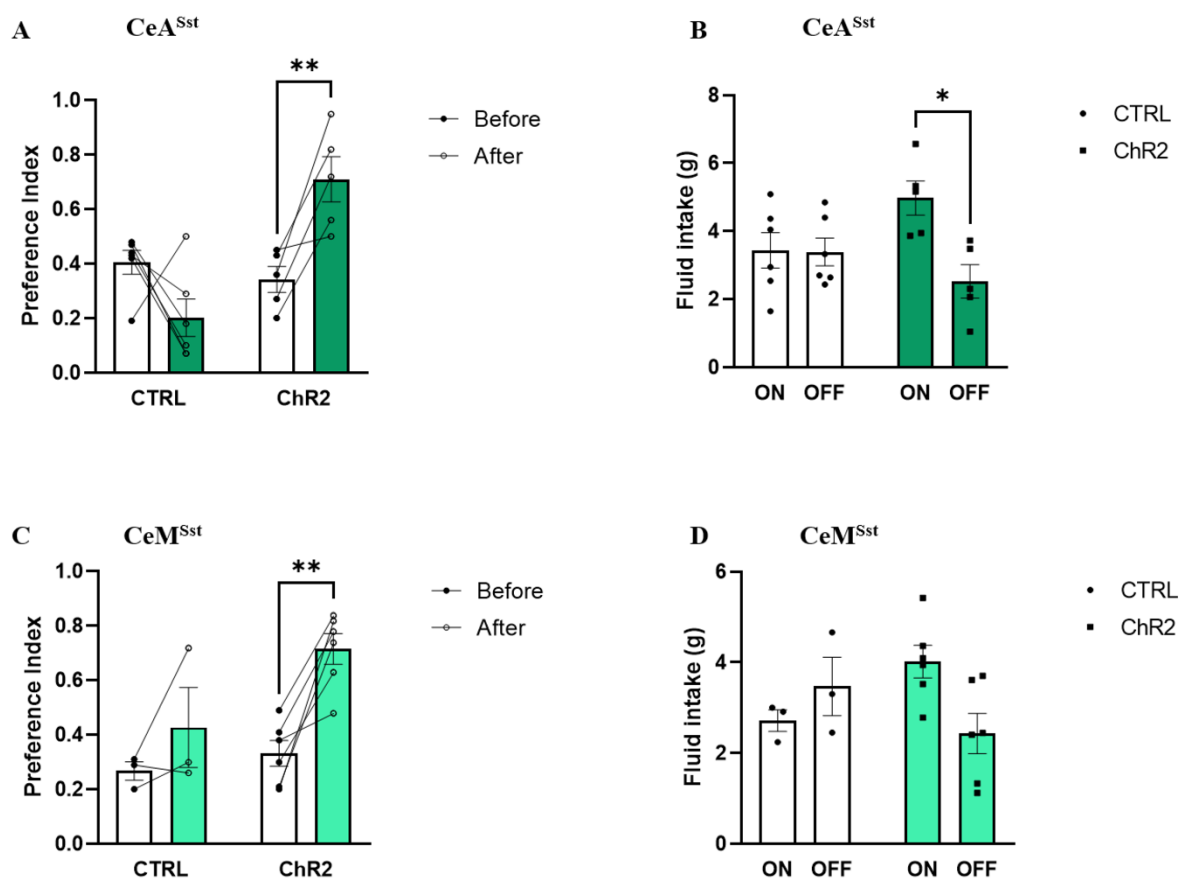 A CeA^Sst
**
1.0
0.8
0.6
0.4
0.2
0.0
Preference Index
CTRL ChR2
Before
After
B CeA^Sst
*
8
6
4
2
0
Fluid intake (g)
ON OFF ON OFF
CTRL
ChR2
C CeM^Sst
**
1.0
0.8
0.6
0.4
0.2
0.0
Preference Index
CTRL ChR2
Before
After
D CeM^Sst
6
4
2
0
Fluid intake (g)
ON OFF ON OFF
CTRL
ChR2